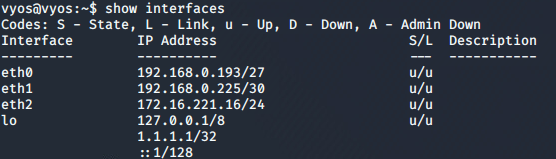 vyos@vyos:~$ show interfaces
Codes: S - State, L - Link, u - Up, D - Down, A - Admin Down
Interface        IP Address                        S/L  Description
---------        ----------                        ---  -----------
eth0             192.168.0.193/27                  u/u
eth1             192.168.0.225/30                  u/u
eth2             172.16.221.16/24                  u/u
lo               127.0.0.1/8                       u/u
                 1.1.1.1/32
                 ::1/128